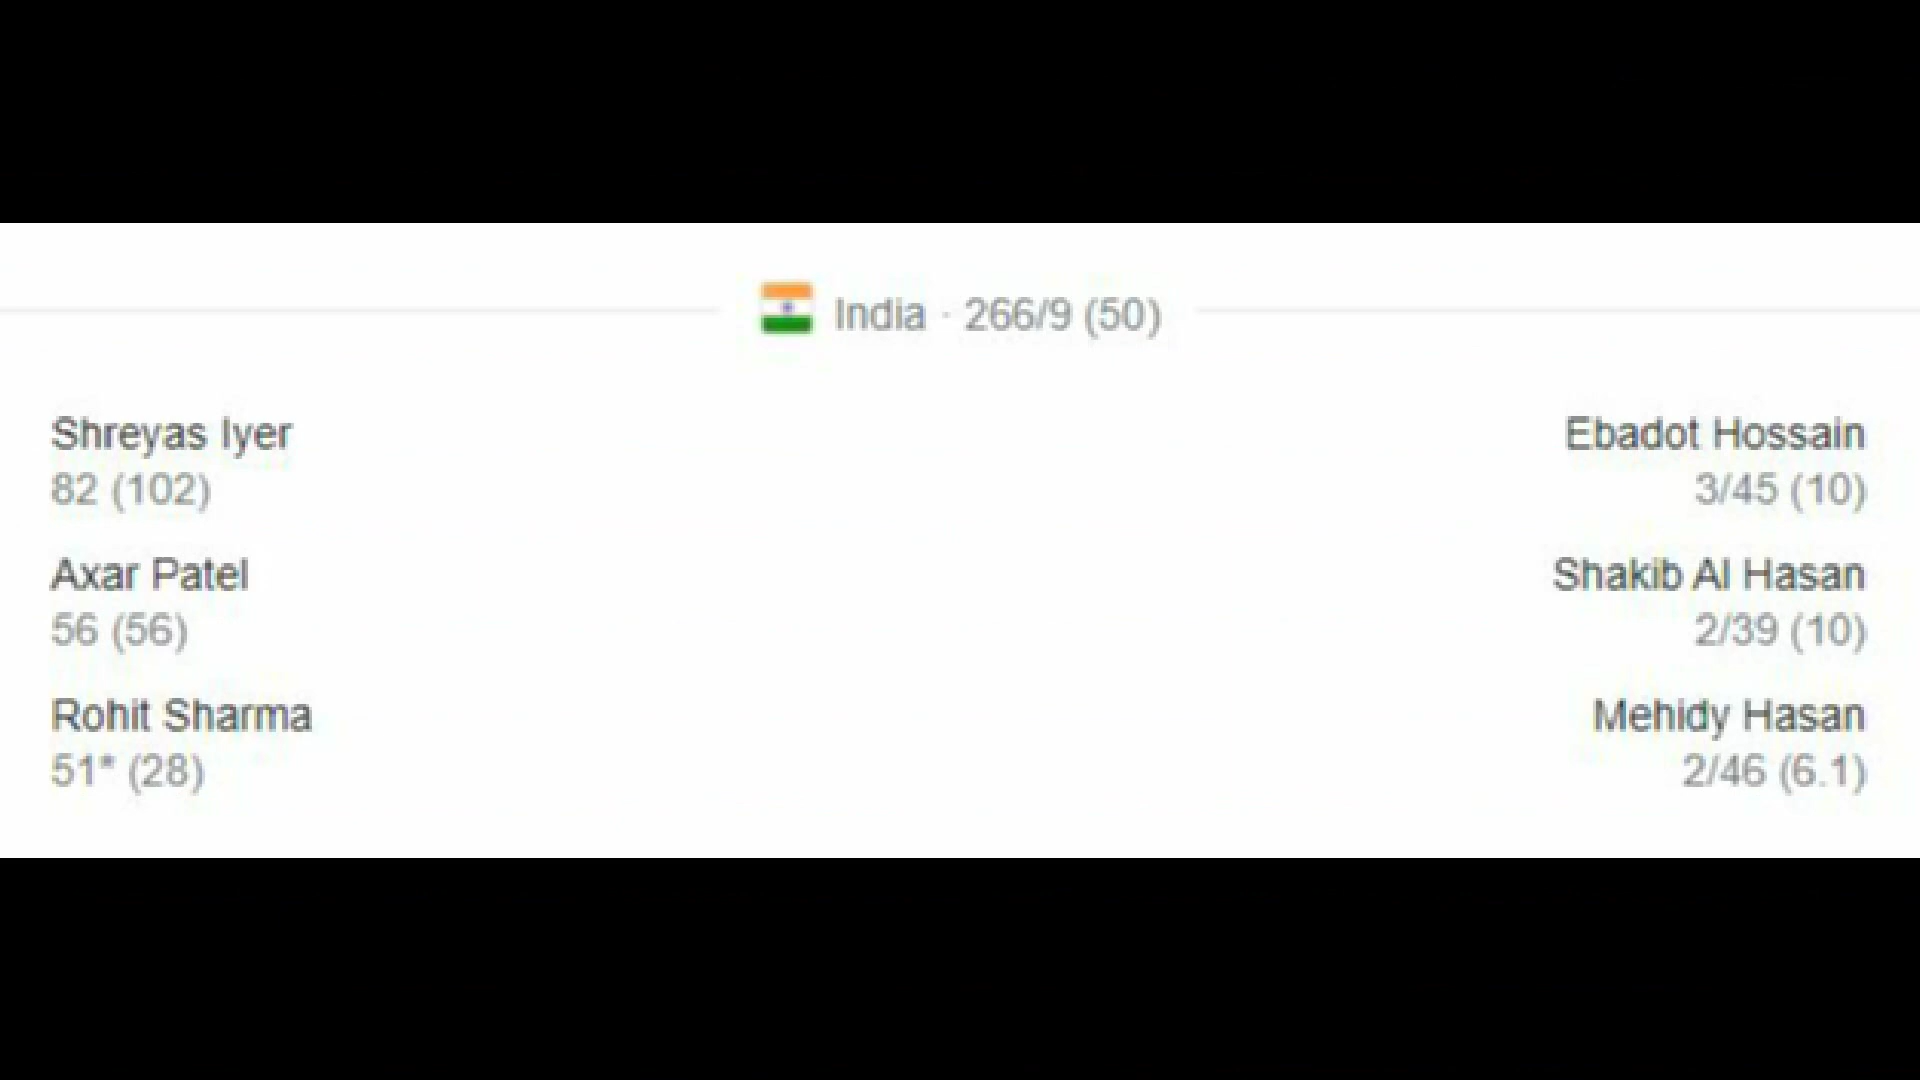 India · 266/9 (50)
Shreyas Iyer
82 (102)
Ebadot Hossain
3/45 (10)
Axar Patel
56 (56)
Shakib Al Hasan
2/39 (10)
Rohit Sharma
51* (28)
Mehidy Hasan
2/46 (6.1)